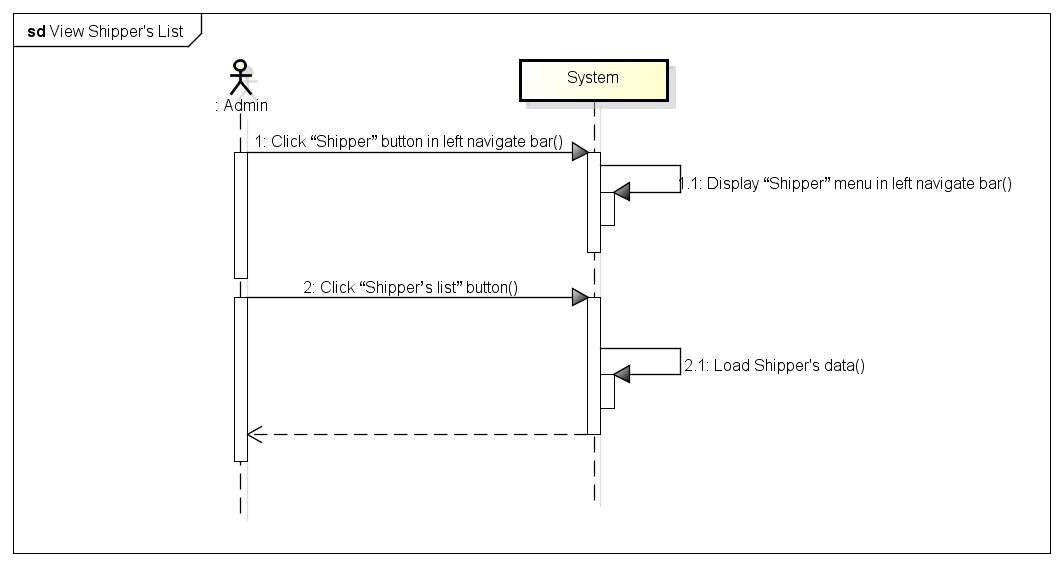 sd View Shipper's List
: Admin
System
1: Click “Shipper” button in left navigate bar()
1.1: Display “Shipper” menu in left navigate bar()
2: Click “Shipper’s list” button()
2.1: Load Shipper's data()